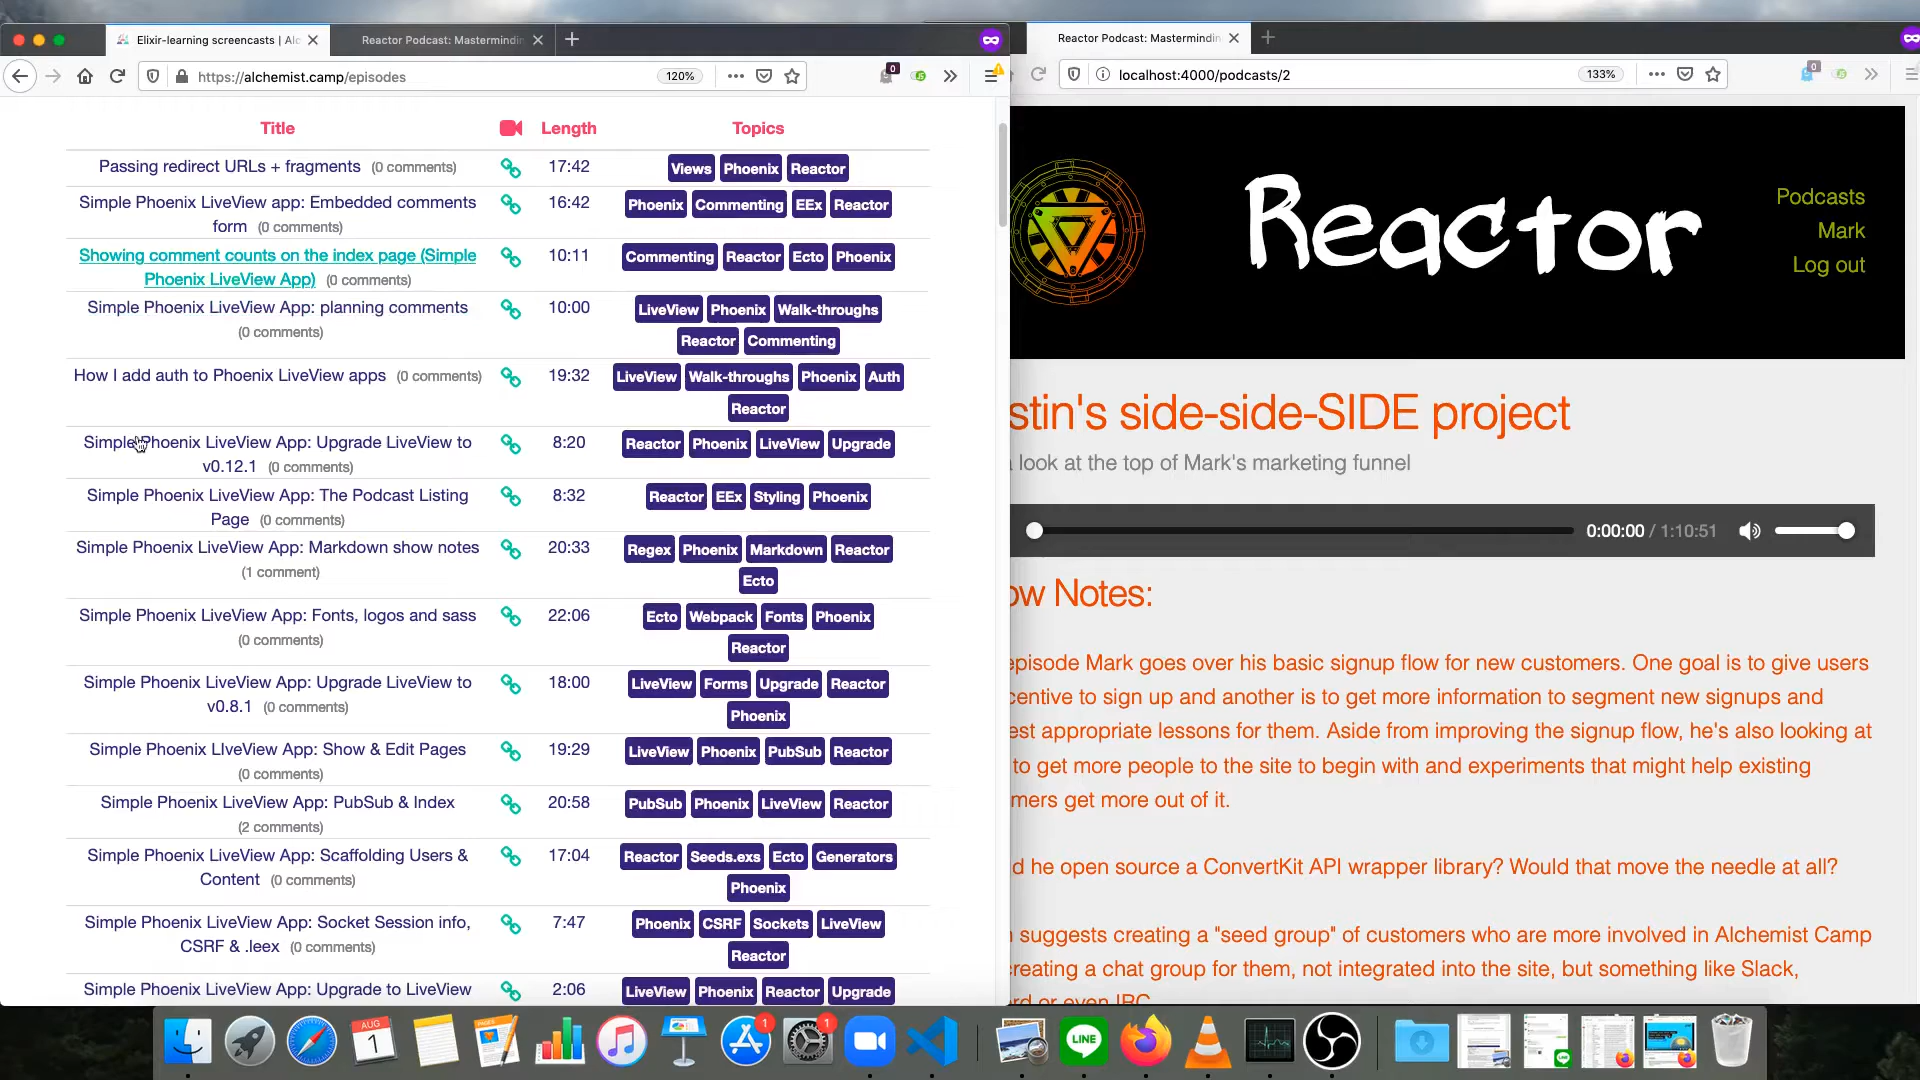 Elixir-learning screencasts | Alc
Reactor Podcast: Mastermindin
https://alchemist.camp/episodes
120%
0
Title
Length
Topics
Passing redirect URLs + fragments (0 comments)
17:42
Views Phoenix Reactor
Simple Phoenix LiveView app: Embedded comments
form (0 comments)
16:42
Phoenix Commenting EEx Reactor
Showing comment counts on the index page (Simple
Phoenix LiveView App) (0 comments)
10:11
Commenting Reactor Ecto Phoenix
Simple Phoenix LiveView App: planning comments
(0 comments)
10:00
LiveView Phoenix Walk-throughs
Reactor Commenting
How I add auth to Phoenix LiveView apps (0 comments)
19:32
LiveView Walk-throughs Phoenix Auth
Reactor
Simple Phoenix LiveView App: Upgrade LiveView to
v0.12.1 (0 comments)
8:20
Reactor Phoenix LiveView Upgrade
Simple Phoenix LiveView App: The Podcast Listing
Page (0 comments)
8:32
Reactor EEx Styling Phoenix
Simple Phoenix LiveView App: Markdown show notes
(1 comment)
20:33
Regex Phoenix Markdown Reactor
Ecto
Simple Phoenix LiveView App: Fonts, logos and sass
(0 comments)
22:06
Ecto Webpack Fonts Phoenix
Reactor
Simple Phoenix LiveView App: Upgrade LiveView to
v0.8.1 (0 comments)
18:00
LiveView Forms Upgrade Reactor
Phoenix
Simple Phoenix LIveView App: Show & Edit Pages
(0 comments)
19:29
LiveView Phoenix PubSub Reactor
Simple Phoenix LiveView App: PubSub & Index
(2 comments)
20:58
PubSub Phoenix LiveView Reactor
Simple Phoenix LiveView App: Scaffolding Users &
Content (0 comments)
17:04
Reactor Seeds.exs Ecto Generators
Phoenix
Simple Phoenix LiveView App: Socket Session info,
CSRF & .leex (0 comments)
7:47
Phoenix CSRF Sockets LiveView
Reactor
Simple Phoenix LiveView App: Upgrade to LiveView
2:06
LiveView Phoenix Reactor Upgrade
Reactor Podcast: Mastermindin
localhost:4000/podcasts/2
133%
0
Reactor
Podcasts
Mark
Log out
stin's side-side-SIDE project
look at the top of Mark's marketing funnel
0:00:00 / 1:10:51
ow Notes:
episode Mark goes over his basic signup flow for new customers. One goal is to give users
centive to sign up and another is to get more information to segment new signups and
est appropriate lessons for them. Aside from improving the signup flow, he's also looking at
to get more people to the site to begin with and experiments that might help existing
mers get more out of it.
d he open source a ConvertKit API wrapper library? Would that move the needle at all?
suggests creating a "seed group" of customers who are more involved in Alchemist Camp
creating a chat group for them, not integrated into the site, but something like Slack,
rd or even IRC
AUG
1
PAGES
1
1
LINE